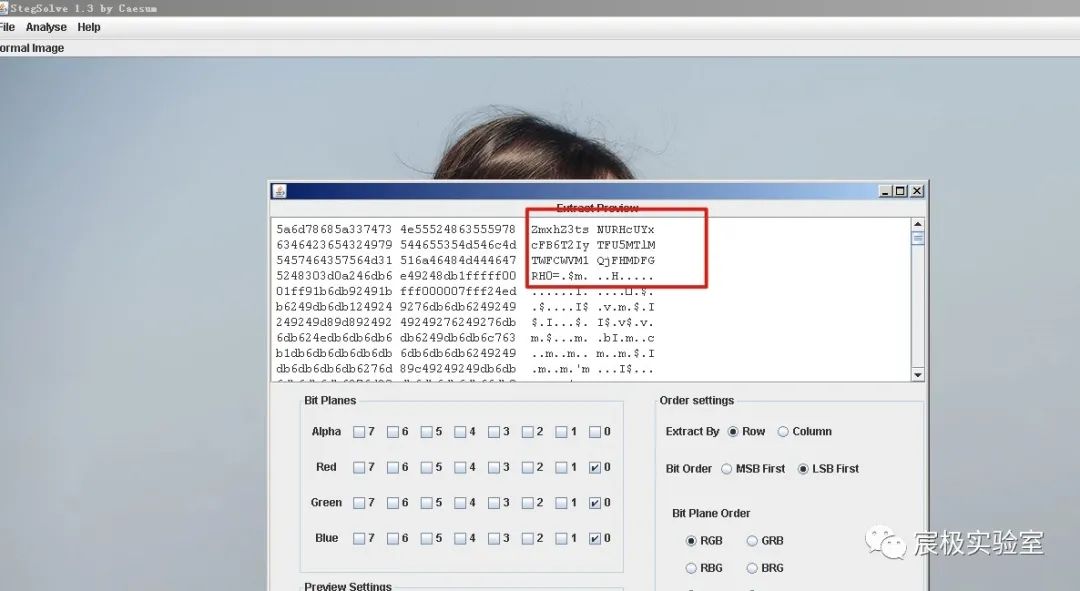 StegSolve 1.3 by Caesum
File Analyse Help
ormal Image
Extract Preview
5a6d78685a337473 4e55524863555978 ZmxhZ3ts NURHcUYx
6346423654324979 544655354d546c4d cFB6T2Iy TFU5MTlM
5457464357564d31 516a46484d444647 TWFCWVM1 QjFHMDFG
5248303d0a246db6 e49248db1fffff00 RH0=.$m. ..H.....
01ff91b6db92491b fff000007fff24ed ......I. ....□.$.
b6249db6db124924 9276db6db6249249 .$....I$ .v.m.$.I
249249d89d892492 49249276249276db $.I...$. I$.v$.v.
6db624edb6db6db6 db6249db6db6c763 m.$...m. .bI.m..c
b1db6db6db6db6db 6db6db6db6249249 ..m..m.. m..m.$.I
db6db6db6db6276d 89c49249249db6db .m..m.'m ...I$...
Bit Planes
Alpha 7 6 5 4 3 2 1 0
Red 7 6 5 4 3 2 1 0
Green 7 6 5 4 3 2 1 0
Blue 7 6 5 4 3 2 1 0
Preview Settings
Order settings
Extract By Row Column
Bit Order MSB First LSB First
Bit Plane Order
RGB GRB
RBG BRG
宸极实验室